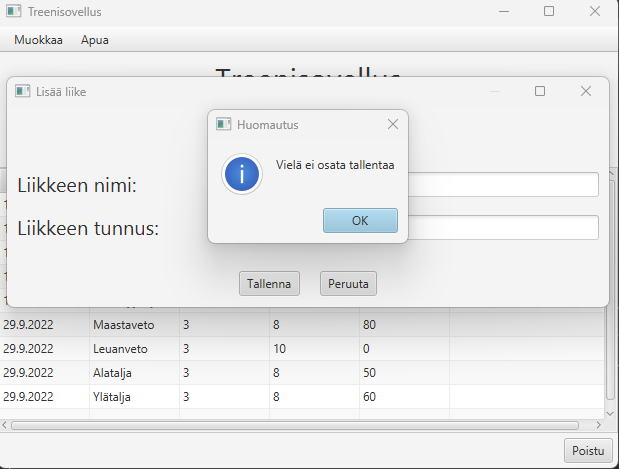 Treenisovellus
Muokkaa Apua
Treenisovellus
Lisää liike
Huomautus
Vielä ei osata tallentaa
Liikkeen nimi:
Liikkeen tunnus:
OK
Tallenna Peruuta
29.9.2022 Maastaveto 3 8 80
29.9.2022 Leuanveto 3 10 0
29.9.2022 Alatalja 3 8 50
29.9.2022 Ylätalja 3 8 60
Poistu